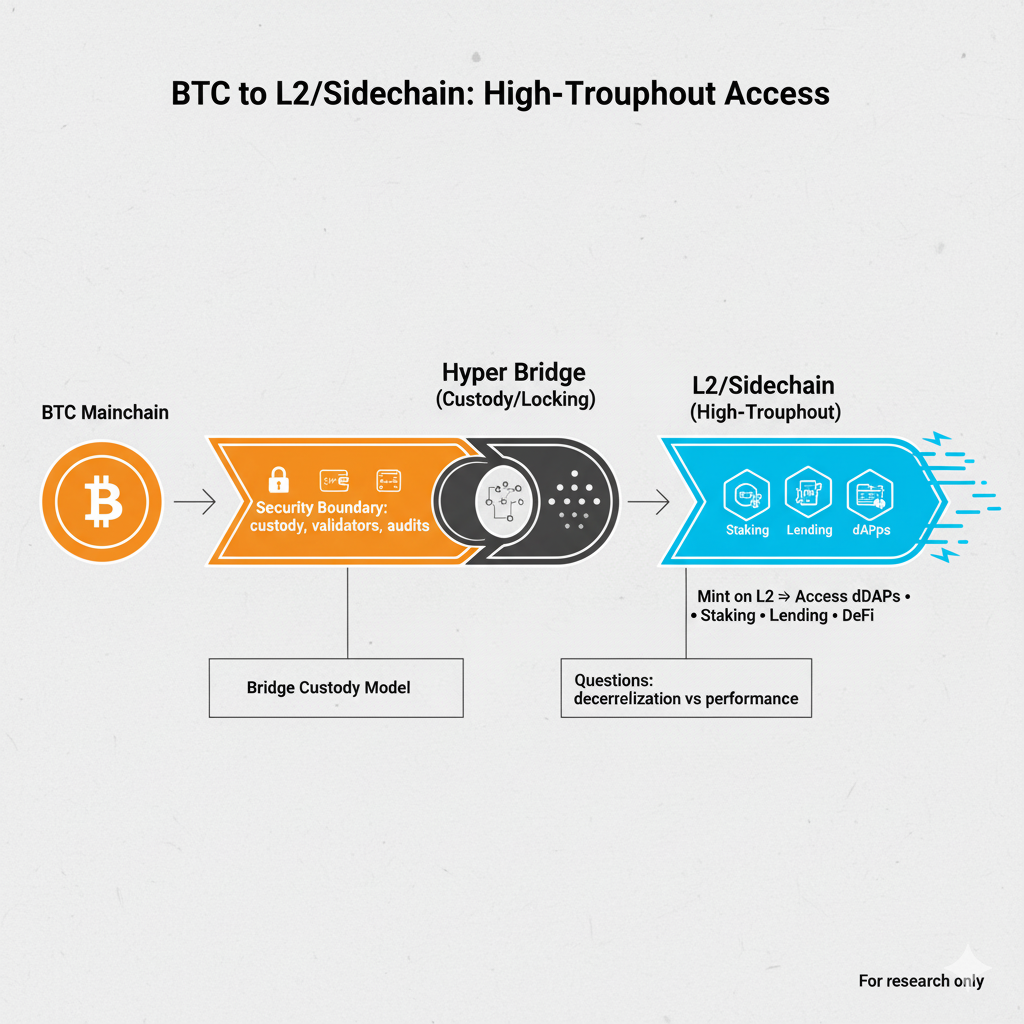 BTC to L2/Sidechain: High-Trouphout Access
Hyper Bridge
(Custody/Locking)
L2/Sidechain
(High-Trouphout)
BTC Mainchain
Security Boundary:
custody, validators, audits
Staking
Lending
dAPps
Mint on L2 ⇒ Access dDAPs •
• Staking • Lending • DeFi
Bridge Custody Model
Questions:
decerrelization vs performance
For research only